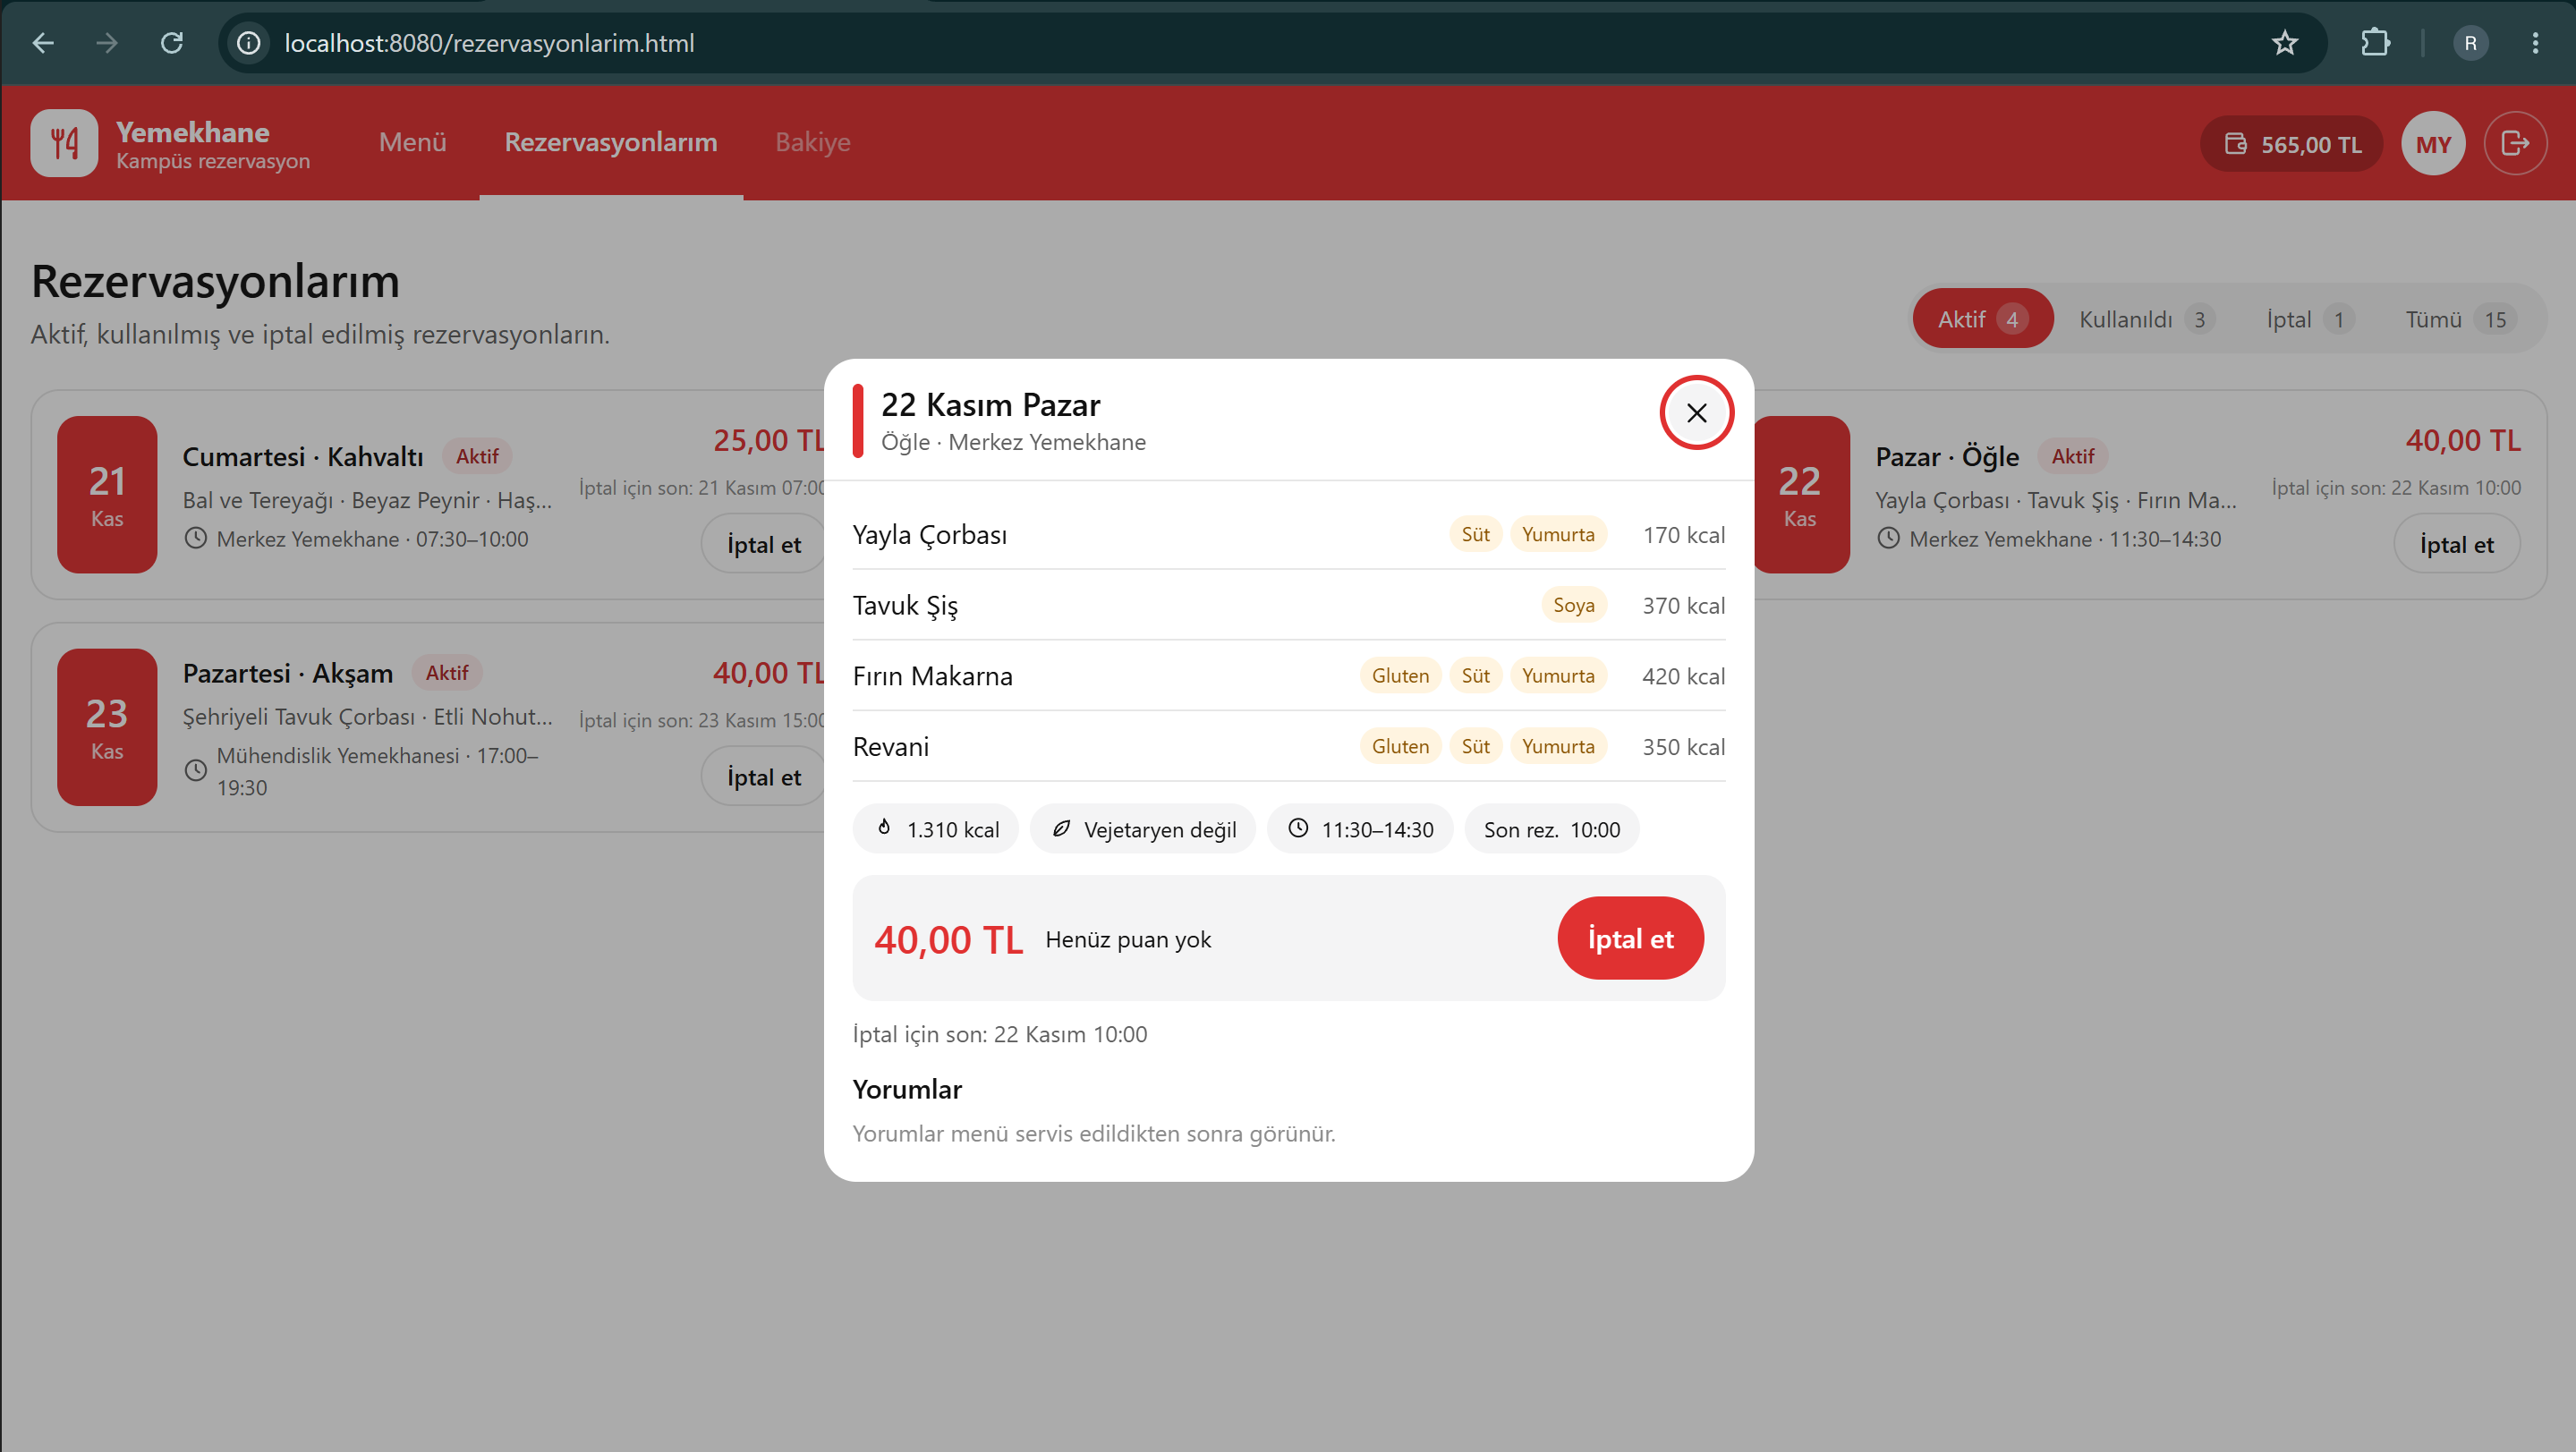 localhost:8080/rezervasyonlarim.html
R
Yemekhane
Kampüs rezervasyon
Menü
Rezervasyonlarım
Bakiye
565,00 TL
MY
Rezervasyonlarım
Aktif, kullanılmış ve iptal edilmiş rezervasyonların.
Aktif 4
Kullanıldı 3
İptal 1
Tümü 15
21
Kas
Cumartesi · Kahvaltı Aktif
Bal ve Tereyağı · Beyaz Peynir · Haş...
Merkez Yemekhane · 07:30–10:00
25,00 TL
İptal için son: 21 Kasım 07:00
İptal et
22
Kas
Pazar · Öğle Aktif
Yayla Çorbası · Tavuk Şiş · Fırın Ma...
Merkez Yemekhane · 11:30–14:30
40,00 TL
İptal için son: 22 Kasım 10:00
İptal et
23
Kas
Pazartesi · Akşam Aktif
Şehriyeli Tavuk Çorbası · Etli Nohut...
Mühendislik Yemekhanesi · 17:00–
19:30
40,00 TL
İptal için son: 23 Kasım 15:00
İptal et
22 Kasım Pazar
Öğle · Merkez Yemekhane
Yayla Çorbası Süt Yumurta 170 kcal
Tavuk Şiş Soya 370 kcal
Fırın Makarna Gluten Süt Yumurta 420 kcal
Revani Gluten Süt Yumurta 350 kcal
1.310 kcal
Vejetaryen değil
11:30–14:30
Son rez. 10:00
40,00 TL Henüz puan yok
İptal et
İptal için son: 22 Kasım 10:00
Yorumlar
Yorumlar menü servis edildikten sonra görünür.